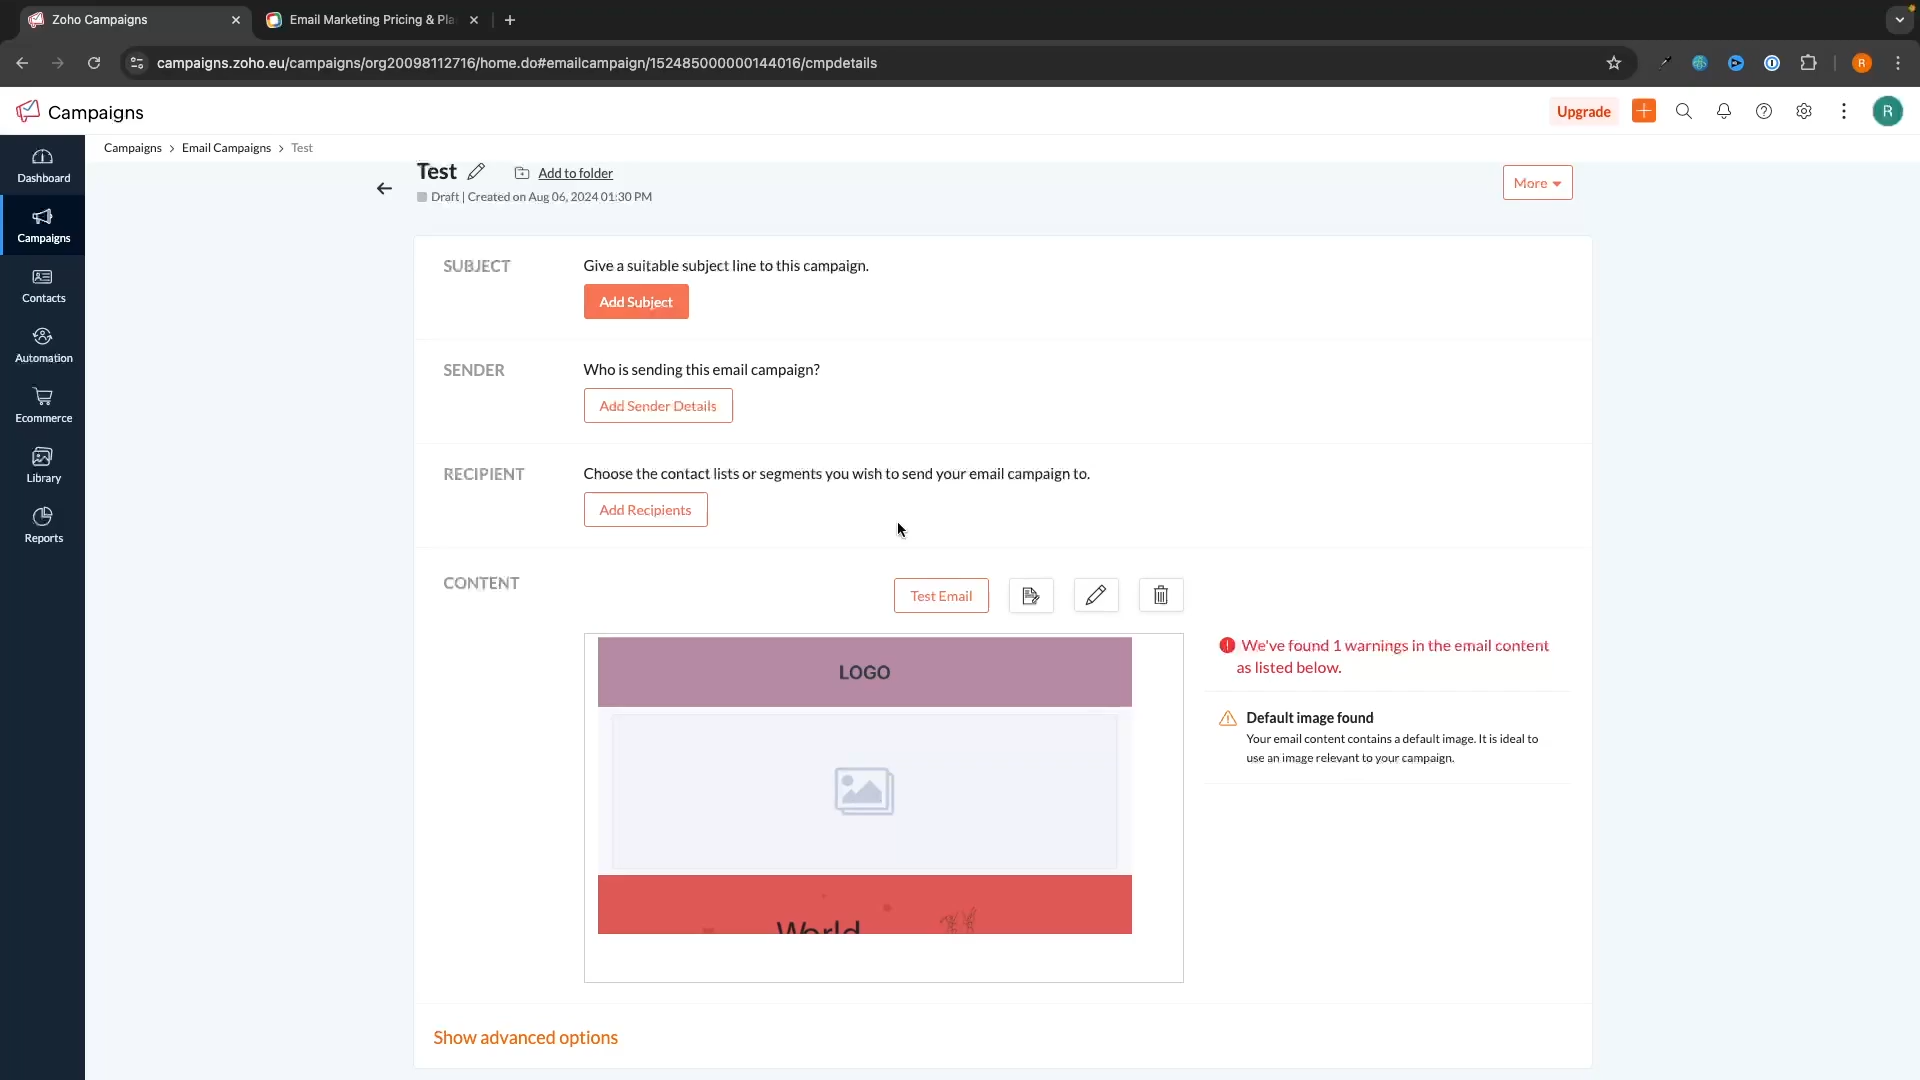 Zoho Campaigns
Email Marketing Pricing & Pla
campaigns.zoho.eu/campaigns/org20098112716/home.do#emailcampaign/152485000000144016/cmpdetails
R
Campaigns
Upgrade
R
Campaigns > Email Campaigns > Test
Dashboard
Campaigns
Contacts
Automation
Ecommerce
Library
Reports
Test
Add to folder
Draft | Created on Aug 06, 2024 01:30 PM
More
SUBJECT
Give a suitable subject line to this campaign.
Add Subject
SENDER
Who is sending this email campaign?
Add Sender Details
RECIPIENT
Choose the contact lists or segments you wish to send your email campaign to.
Add Recipients
CONTENT
Test Email
LOGO
World
We've found 1 warnings in the email content
as listed below.
Default image found
Your email content contains a default image. It is ideal to
use an image relevant to your campaign.
Show advanced options